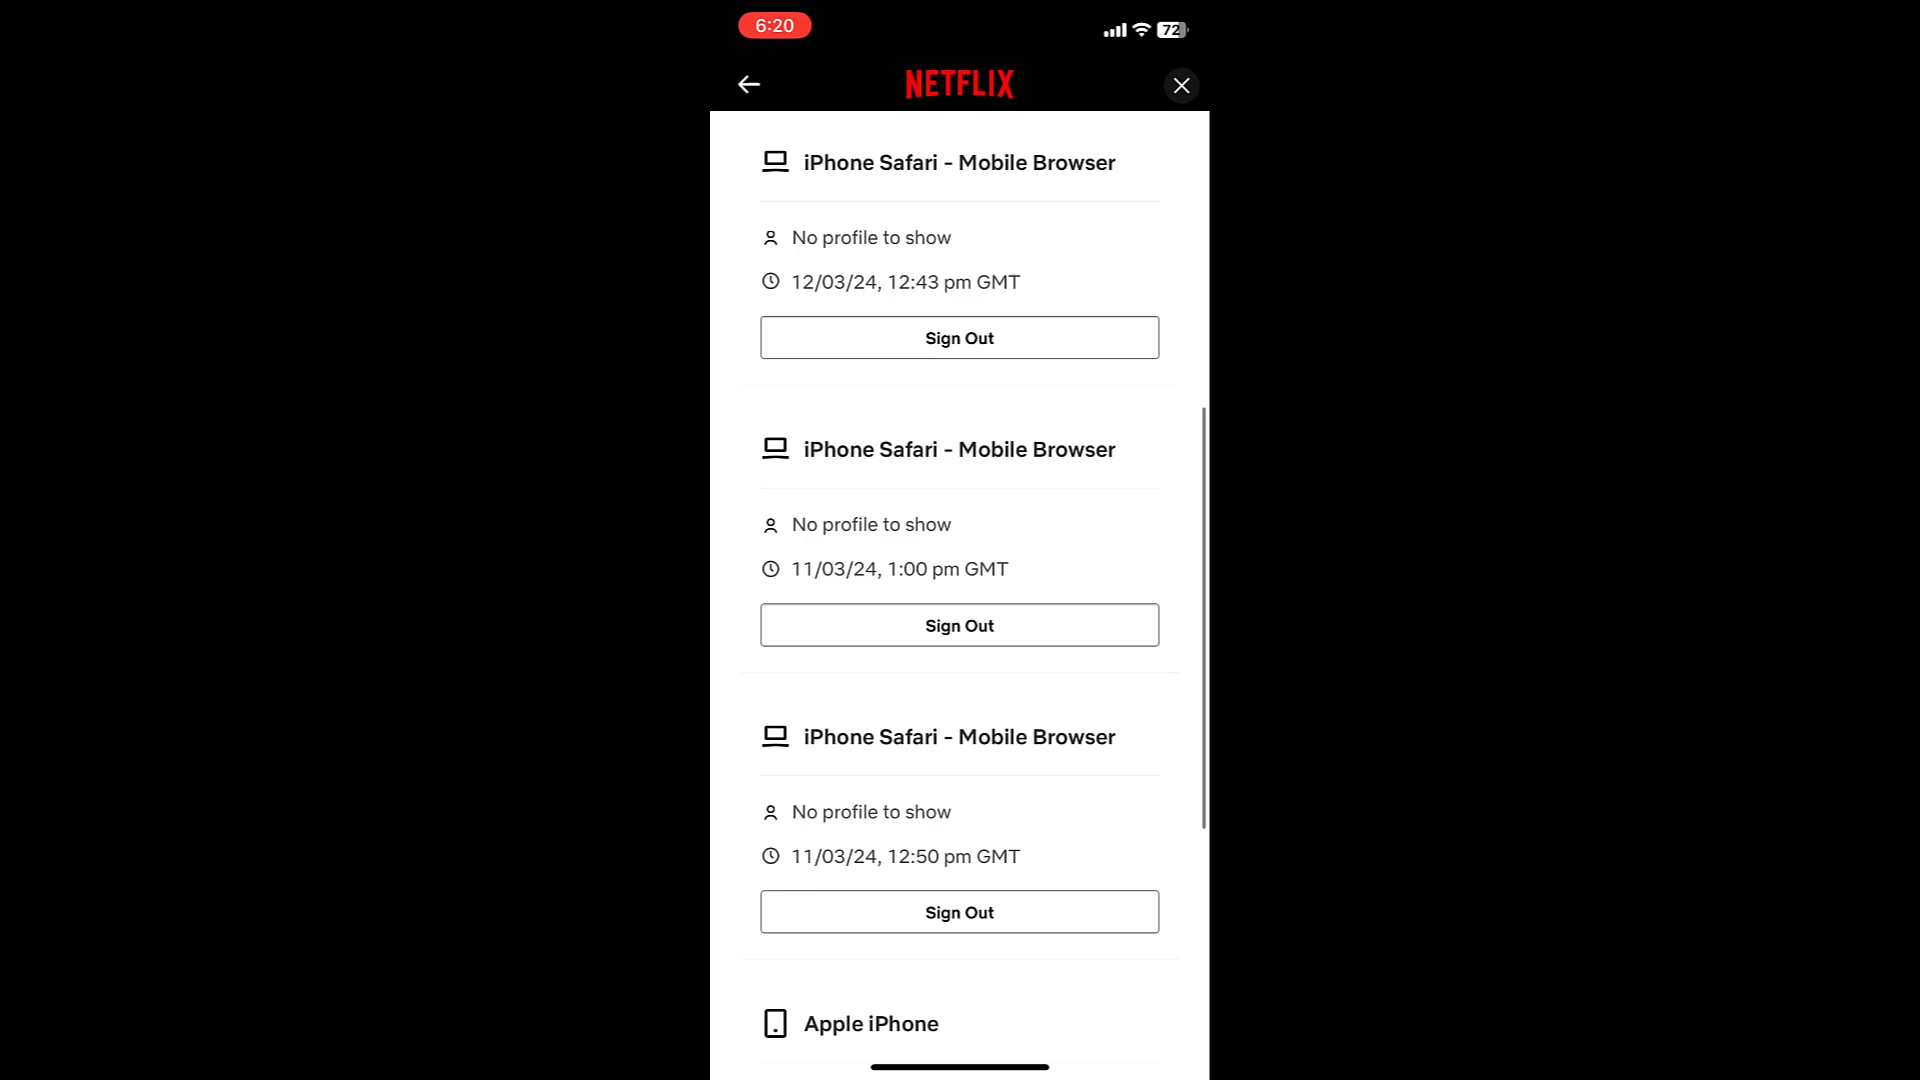 6:20
72
NETFLIX
iPhone Safari - Mobile Browser
No profile to show
12/03/24, 12:43 pm GMT
Sign Out
iPhone Safari - Mobile Browser
No profile to show
11/03/24, 1:00 pm GMT
Sign Out
iPhone Safari - Mobile Browser
No profile to show
11/03/24, 12:50 pm GMT
Sign Out
Apple iPhone